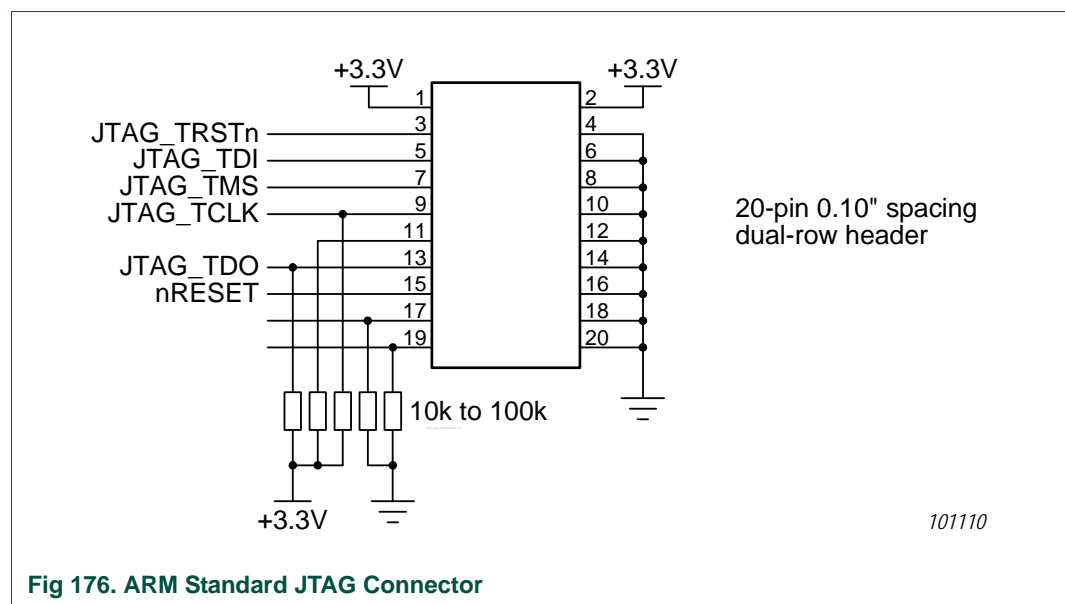 +3.3V +3.3V
1 2
JTAG_TRSTn 3 4
JTAG_TDI 5 6
JTAG_TMS 7 8
JTAG_TCLK 9 10
11 12
JTAG_TDO 13 14
nRESET 15 16
17 18
19 20
20-pin 0.10" spacing
dual-row header
10k to 100k
+3.3V
101110
Fig 176. ARM Standard JTAG Connector